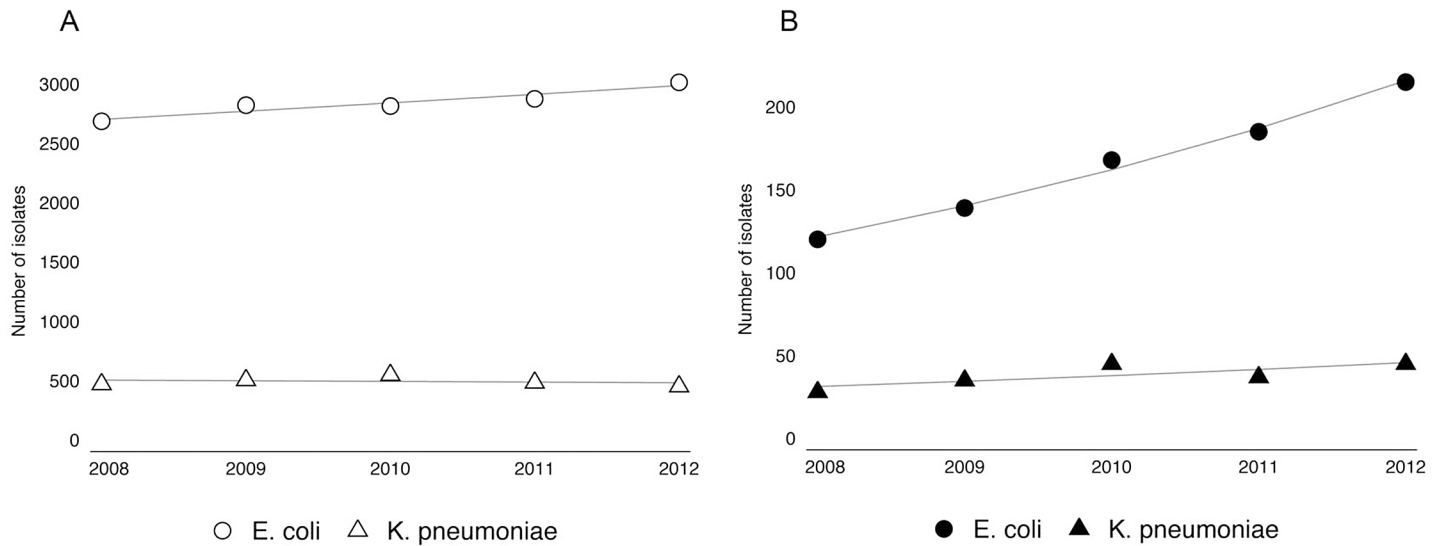 A
3000
2500
2000
1500
1000
500
0
Number of isolates
2008 2009 2010 2011 2012
E. coli K. pneumoniae
B
200
150
100
50
0
Number of isolates
2008 2009 2010 2011 2012
E. coli K. pneumoniae